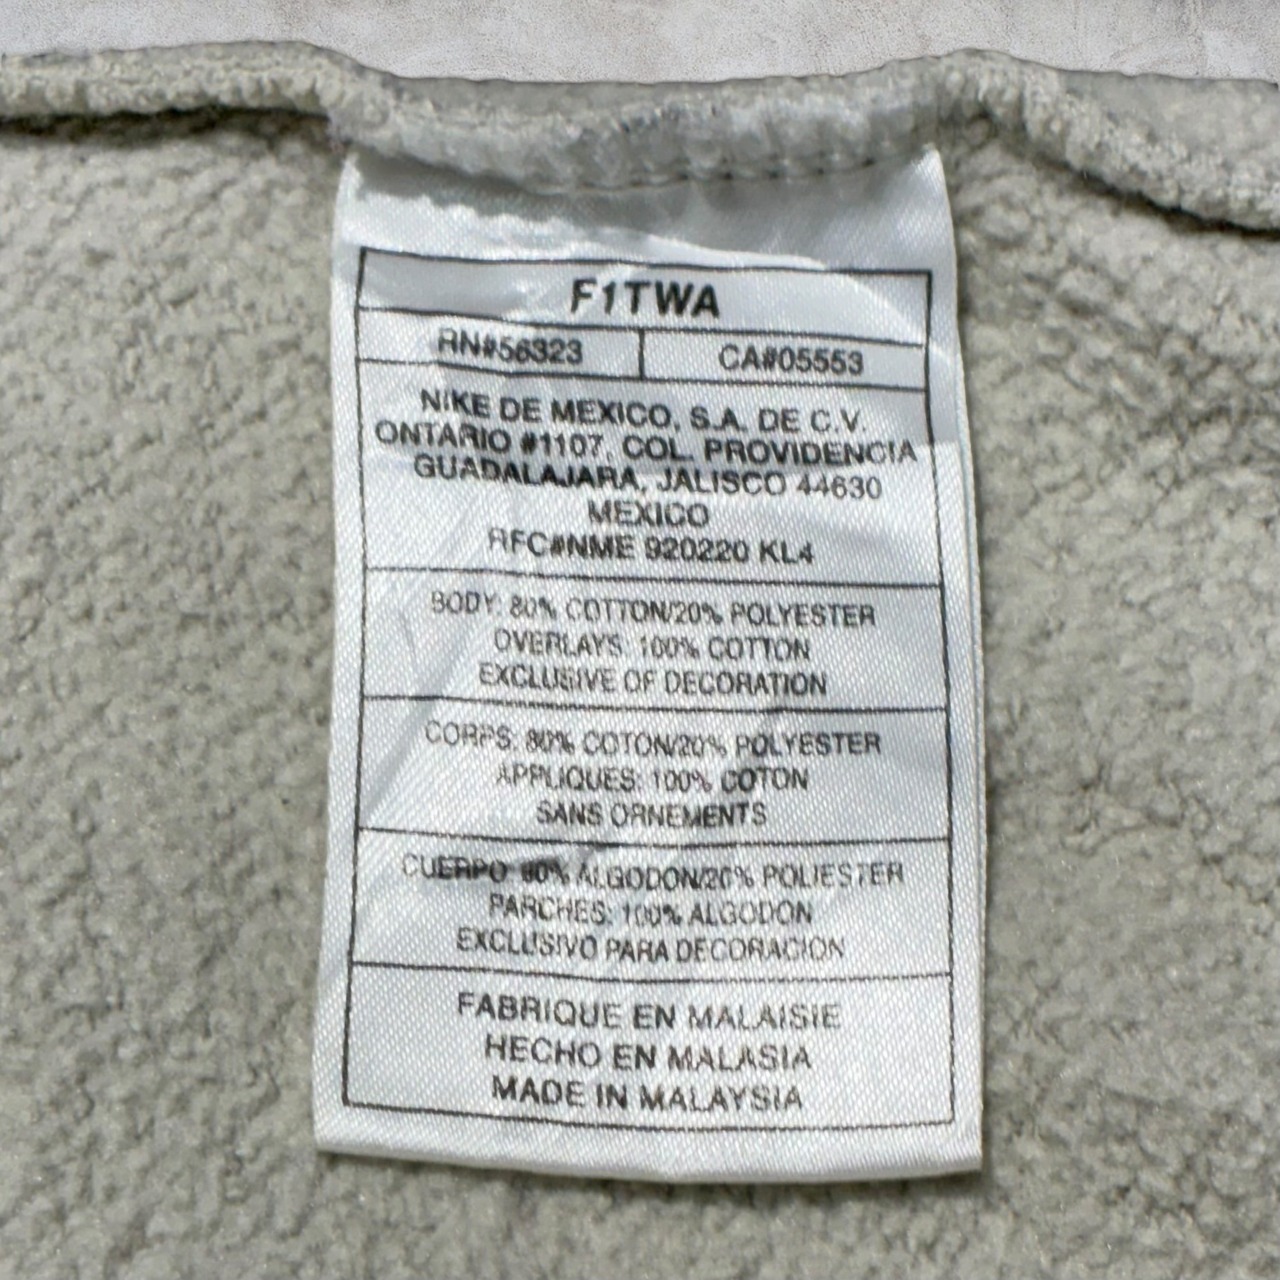 F1TWA
RN#56323 CA#05553
NIKE DE MEXICO, S.A. DE C.V.
ONTARIO #1107, COL. PROVIDENCIA
GUADALAJARA, JALISCO 44630
MEXICO
RFC#NME 920220 KL4
BODY: 80% COTTON/20% POLYESTER
OVERLAYS: 100% COTTON
EXCLUSIVE OF DECORATION
CORPS: 80% COTON/20% POLYESTER
APPLIQUES: 100% COTON
SANS ORNEMENTS
CUERPO: 80% ALGODON/20% POLIESTER
PARCHES: 100% ALGODON
EXCLUSIVO PARA DECORACION
FABRIQUE EN MALAISIE
HECHO EN MALASIA
MADE IN MALAYSIA